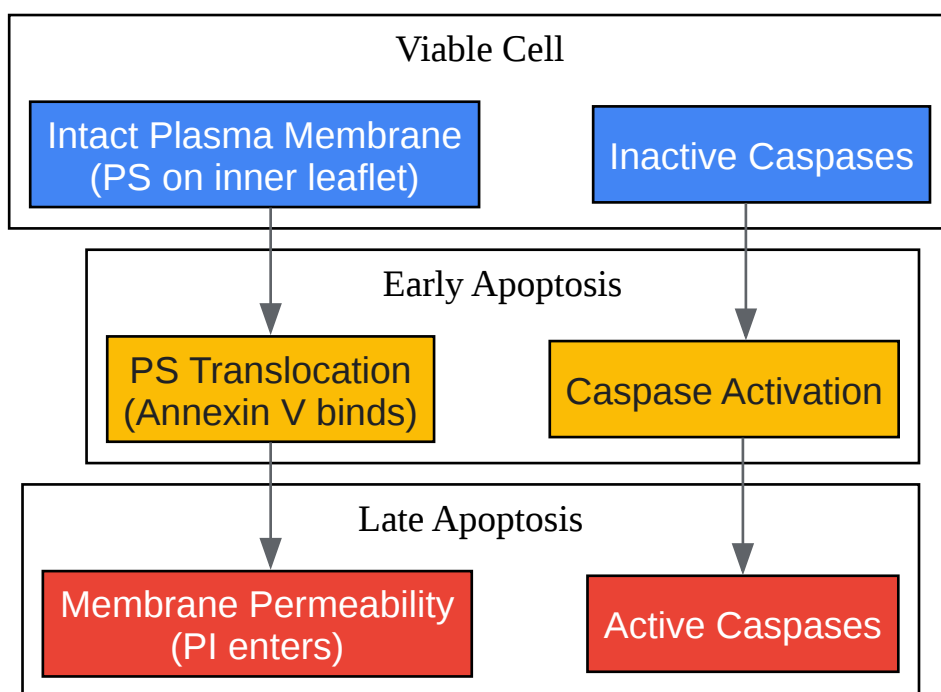 Viable Cell
Intact Plasma Membrane
(PS on inner leaflet)
Inactive Caspases
Early Apoptosis
PS Translocation
(Annexin V binds)
Caspase Activation
Late Apoptosis
Membrane Permeability
(PI enters)
Active Caspases